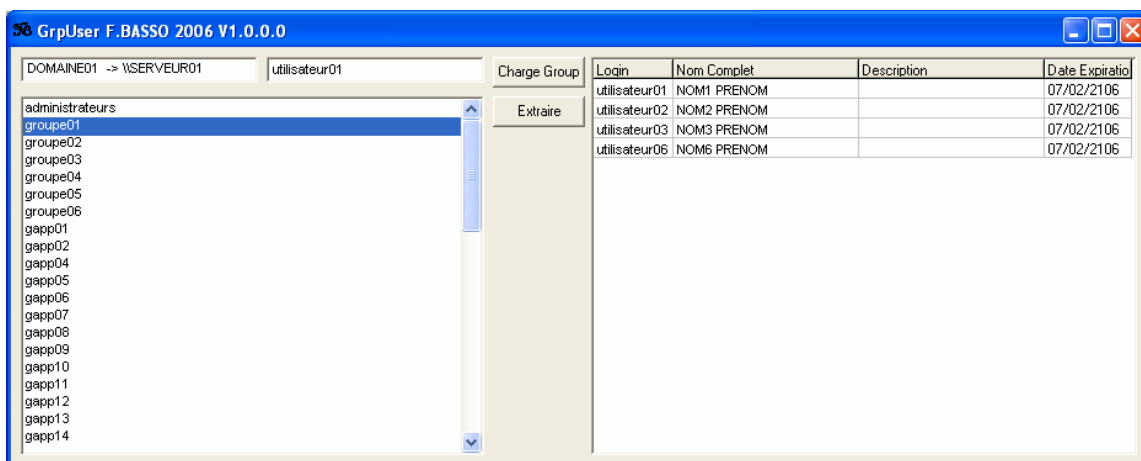 GrpUser F.BASSO 2006 V1.0.0.0
DOMAINE01 -> \\SERVEUR01
utilisateur01
Charge Group
Extraire
administrateurs
groupe01
groupe02
groupe03
groupe04
groupe05
groupe06
gapp01
gapp02
gapp04
gapp05
gapp06
gapp07
gapp08
gapp09
gapp10
gapp11
gapp12
gapp13
gapp14
Login Nom Complet Description Date Expiratio
utilisateur01 NOM1 PRENOM 07/02/2106
utilisateur02 NOM2 PRENOM 07/02/2106
utilisateur03 NOM3 PRENOM 07/02/2106
utilisateur06 NOM6 PRENOM 07/02/2106